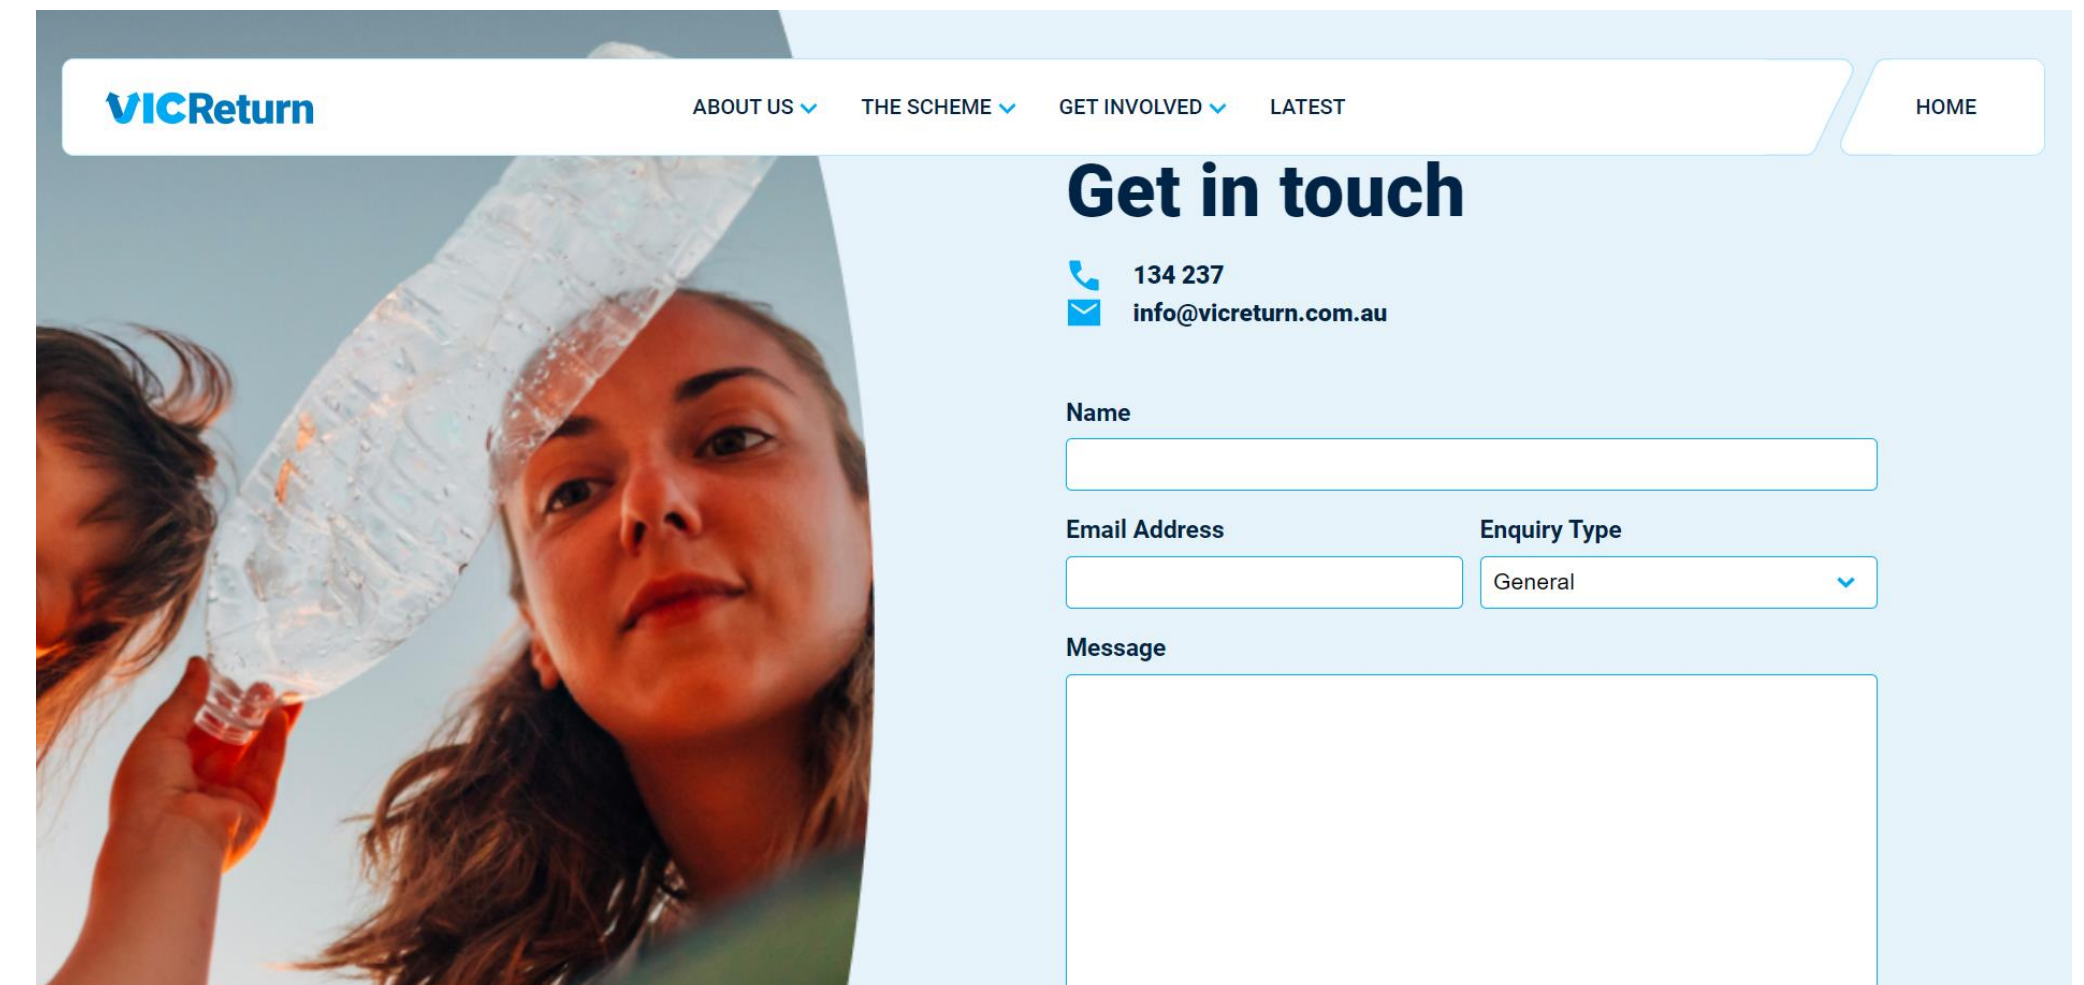 VICReturn
ABOUT US
THE SCHEME
GET INVOLVED
LATEST
HOME
Get in touch
134 237
info@vicreturn.com.au
Name
Email Address
Enquiry Type
General
Message